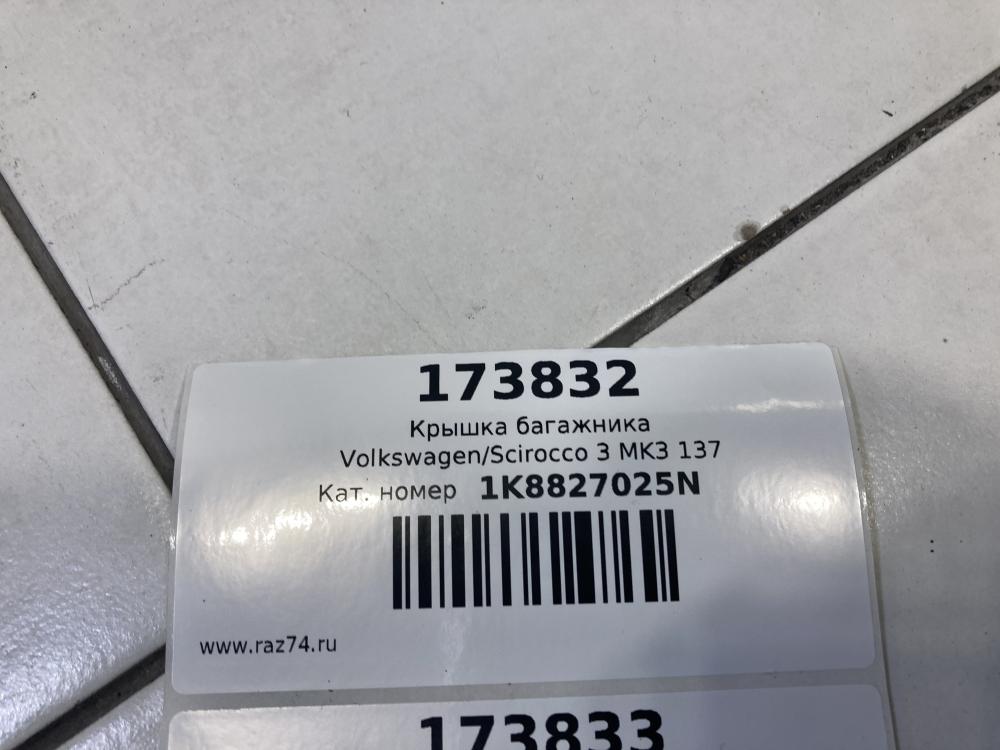 173832
Крышка багажника
Volkswagen/Scirocco 3 MK3 137
Кат. номер 1K8827025N
www.raz74.ru
173833